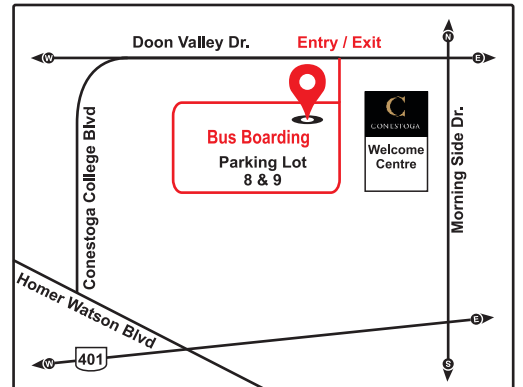 N
Doon Valley Dr.
Entry / Exit
W
E
C
CONESTOGA
Welcome
Centre
Bus Boarding
Parking Lot
8 & 9
Conestoga College Blvd
Morning Side Dr.
Homer Watson Blvd
E
W
401
S